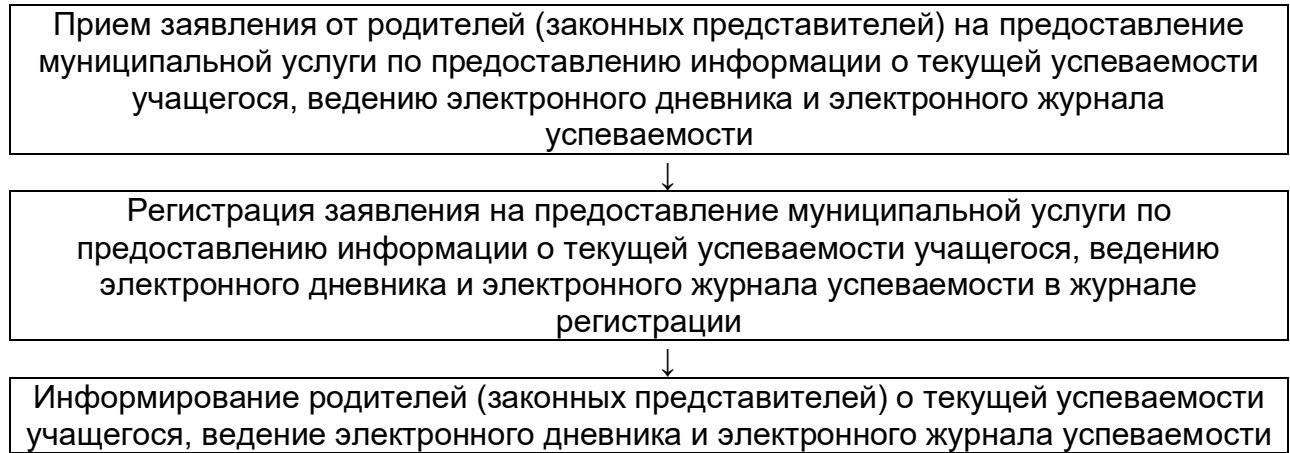 Прием заявления от родителей (законных представителей) на предоставление
муниципальной услуги по предоставлению информации о текущей успеваемости
учащегося, ведению электронного дневника и электронного журнала
успеваемости
↓
Регистрация заявления на предоставление муниципальной услуги по
предоставлению информации о текущей успеваемости учащегося, ведению
электронного дневника и электронного журнала успеваемости в журнале
регистрации
↓
Информирование родителей (законных представителей) о текущей успеваемости
учащегося, ведение электронного дневника и электронного журнала успеваемости